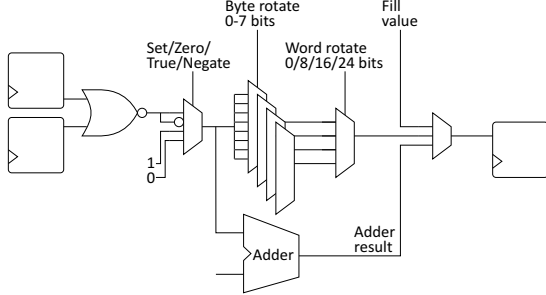 Byte rotate
0-7 bits
Fill
value
Set/Zero/
True/Negate
Word rotate
0/8/16/24 bits
1
0
Adder
Adder
result